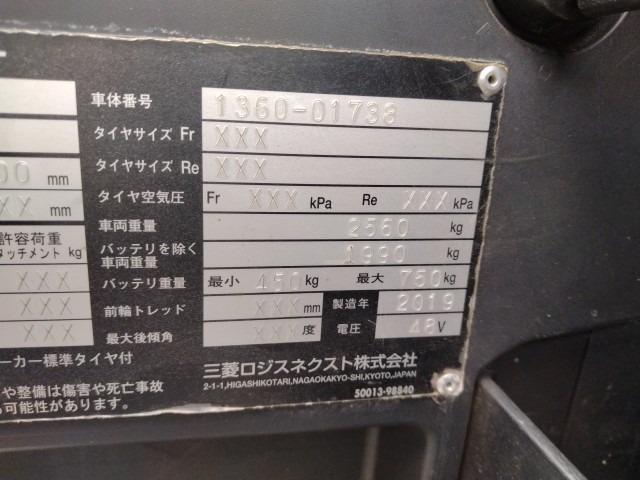 車体番号 1360-01738
タイヤサイズ Fr XXX
タイヤサイズ Re XXX
00 mm
タイヤ空気圧 Fr XXX kPa Re XXX kPa
XX mm
車両重量 2560 kg
許容荷重
タッチメント kg
バッテリを除く
車両重量 1990 kg
XXX
バッテリ重量 最小 450 kg 最大 750 kg
XXX
前輪トレッド XXX mm 製造年 2019
XXX
最大後傾角 XXX 度 電圧 48 V
ーカー標準タイヤ付
三菱ロジスネクスト株式会社
2-1-1,HIGASHIKOTARI,NAGAOKAKYO-SHI,KYOTO,JAPAN
や整備は傷害や死亡事故
可能性があります。
50013-98840